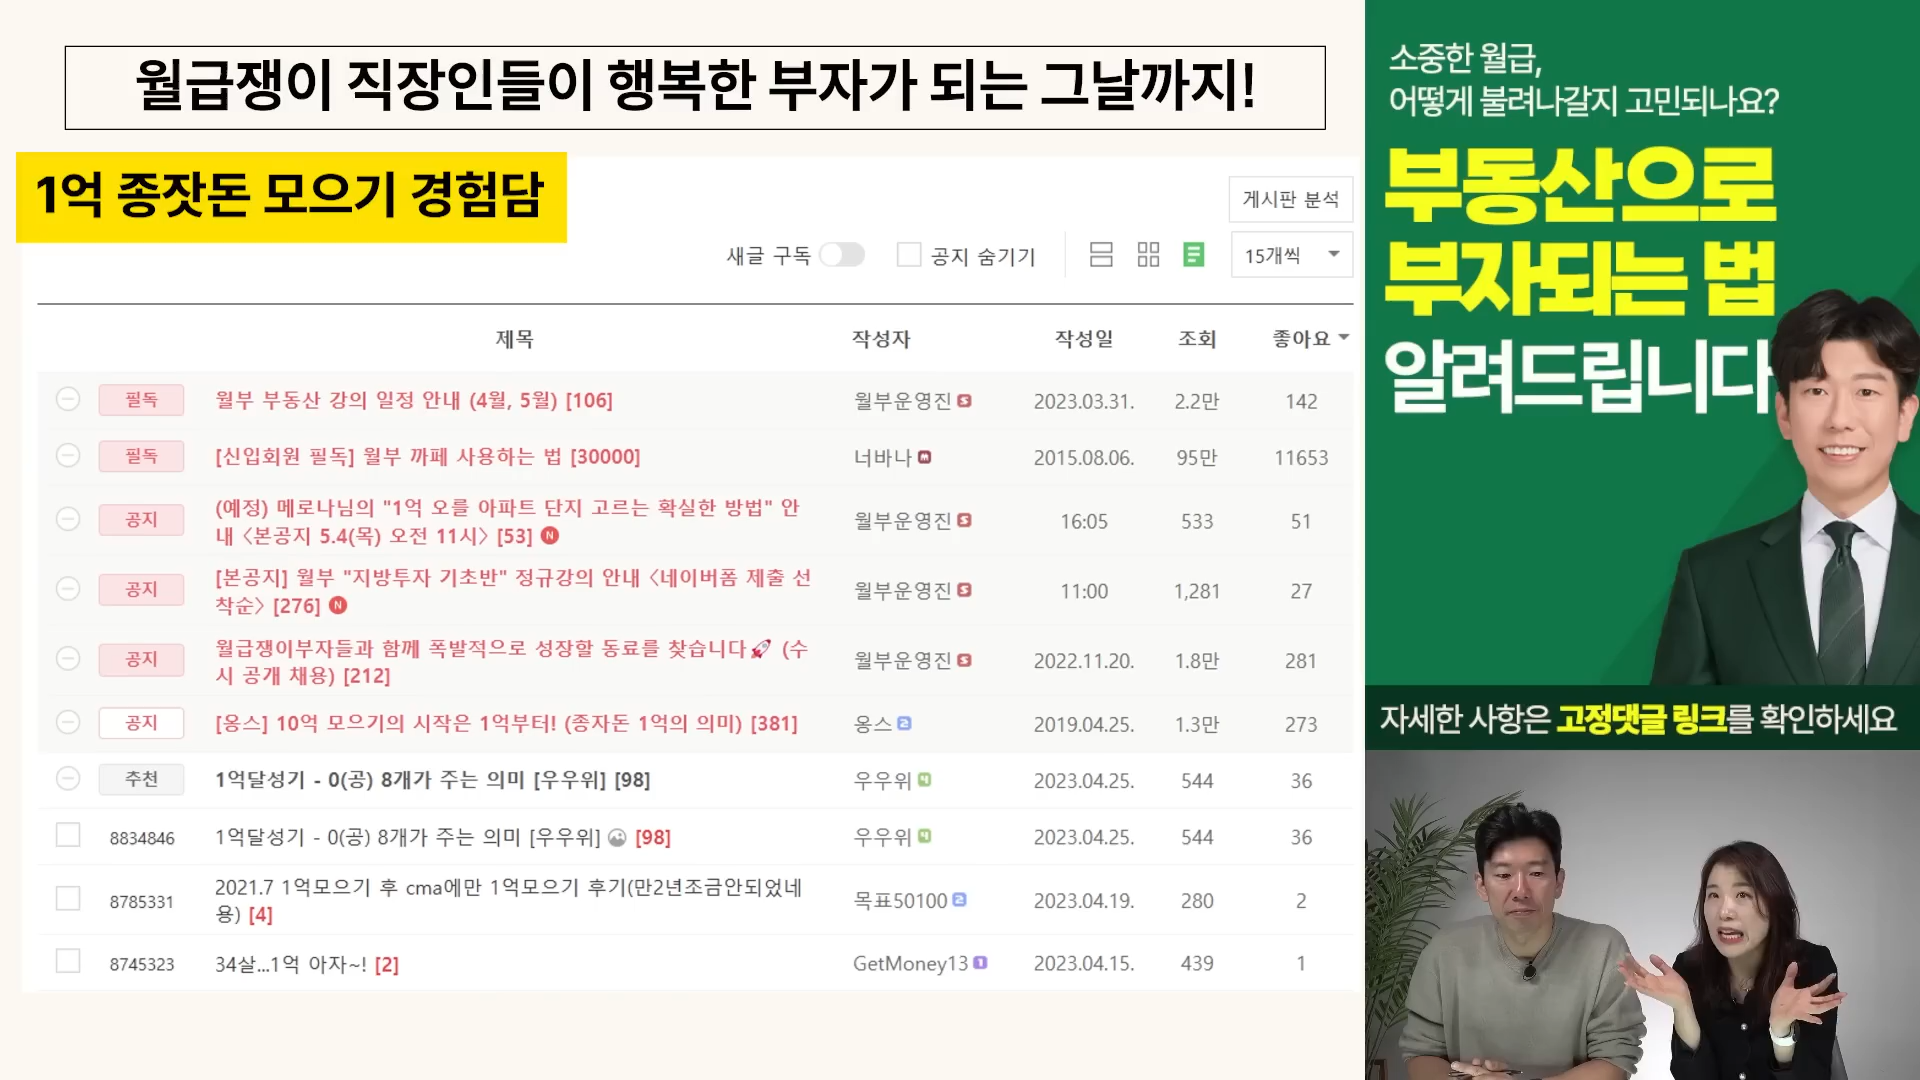 월급쟁이 직장인들이 행복한 부자가 되는 그날까지!
1억 종잣돈 모으기 경험담
게시판 분석
새글 구독 공지 숨기기 15개씩
제목 작성자 작성일 조회 좋아요
필독 월부 부동산 강의 일정 안내 (4월, 5월) [106] 월부운영진 S 2023.03.31. 2.2만 142
필독 [신입회원 필독] 월부 까페 사용하는 법 [30000] 너바나 M 2015.08.06. 95만 11653
공지 (예정) 메로나님의 "1억 오를 아파트 단지 고르는 확실한 방법" 안
내 <본공지 5.4(목) 오전 11시> [53] N 월부운영진 S 16:05 533 51
공지 [본공지] 월부 "지방투자 기초반" 정규강의 안내 <네이버폼 제출 선
착순> [276] N 월부운영진 S 11:00 1,281 27
공지 월급쟁이부자들과 함께 폭발적으로 성장할 동료를 찾습니다🚀 (수
시 공개 채용) [212] 월부운영진 S 2022.11.20. 1.8만 281
공지 [옹스] 10억 모으기의 시작은 1억부터! (종자돈 1억의 의미) [381] 옹스 2 2019.04.25. 1.3만 273
추천 1억달성기 - 0(공) 8개가 주는 의미 [우우위] [98] 우우위 4 2023.04.25. 544 36
8834846 1억달성기 - 0(공) 8개가 주는 의미 [우우위] [98] 우우위 4 2023.04.25. 544 36
8785331 2021.7 1억모으기 후 cma에만 1억모으기 후기(만2년조금안되었네
용) [4] 목표50100 2 2023.04.19. 280 2
8745323 34살...1억 아자~! [2] GetMoney13 1 2023.04.15. 439 1
소중한 월급,
어떻게 불려나갈지 고민되나요?
부동산으로
부자되는 법
알려드립니다
자세한 사항은 고정댓글 링크를 확인하세요